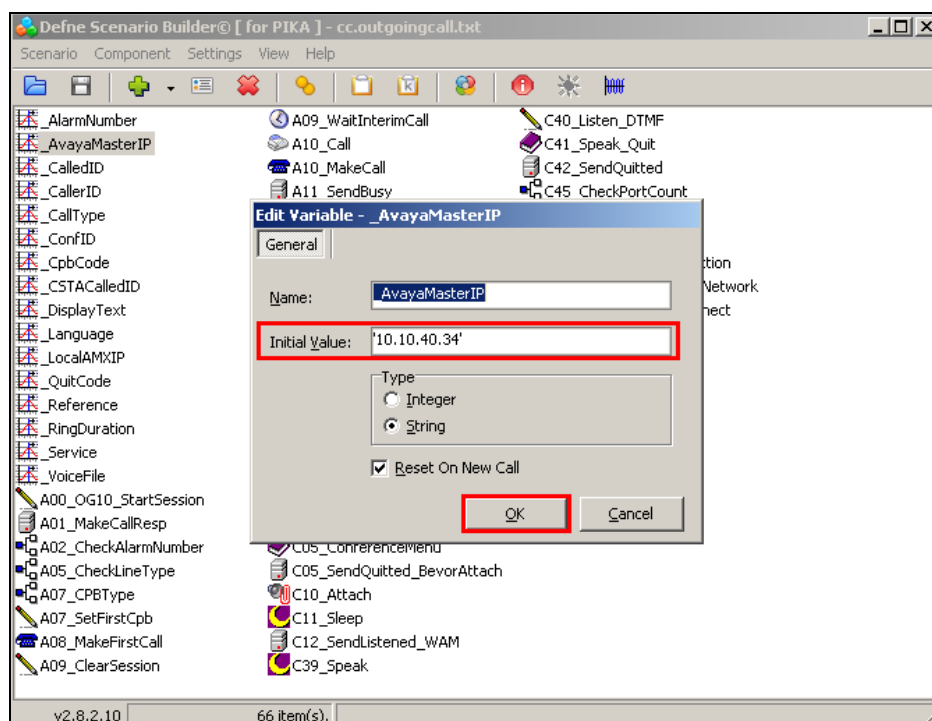 Defne Scenario Builder© [ for PIKA ] - cc.outgoingcall.txt
Scenario Component Settings View Help
_AlarmNumber
_AvayaMasterIP
_CalledID
_CallerID
_CallType
_ConfID
_CpbCode
_CSTACalledID
_DisplayText
_Language
_LocalAMXIP
_QuitCode
_Reference
_RingDuration
_Service
_VoiceFile
A00_OG10_StartSession
A01_MakeCallResp
A02_CheckAlarmNumber
A05_CheckLineType
A07_CPBType
A07_SetFirstCpb
A08_MakeFirstCall
A09_ClearSession
A09_WaitInterimCall
A10_Call
A10_MakeCall
A11_SendBusy
C05_ConferenceMenu
C05_SendQuitted_BevorAttach
C10_Attach
C11_Sleep
C12_SendListened_WAM
C39_Speak
C40_Listen_DTMF
C41_Speak_Quit
C42_SendQuitted
C45_CheckPortCount
ction
Network
nect
Edit Variable - _AvayaMasterIP
General
Name: _AvayaMasterIP
Initial Value: '10.10.40.34'
Type
Integer
String
Reset On New Call
OK Cancel
v2.8.2.10 66 item(s).